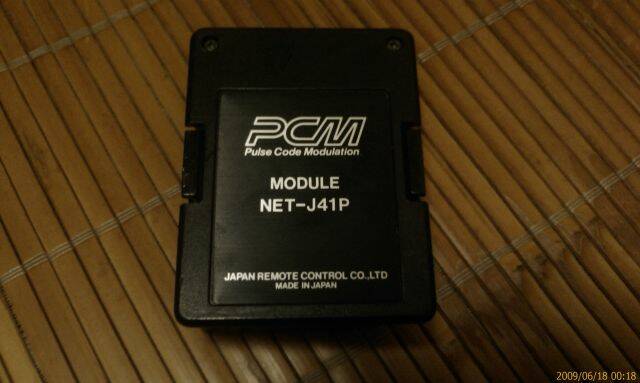 PCM
Pulse Code Modulation
MODULE
NET-J41P
JAPAN REMOTE CONTROL CO.,LTD
MADE IN JAPAN
2009/06/18 00:18